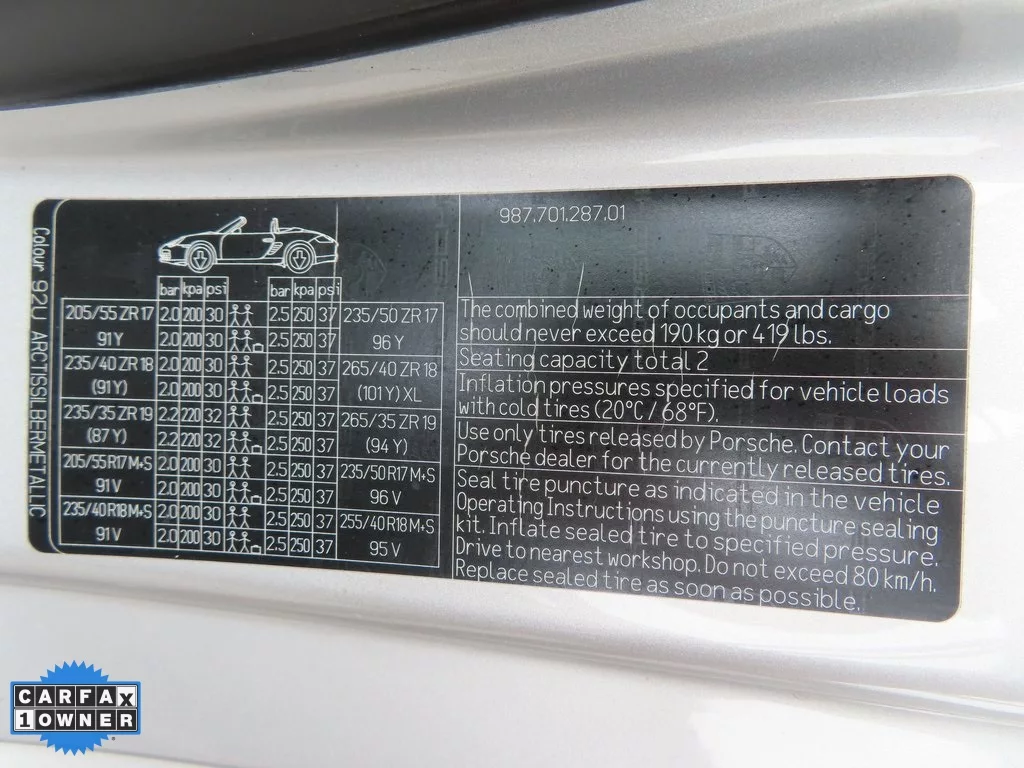 Colour 92U ARCTSSILBERMETALLIC
987.701.287.01
bar kpa psi bar kpa psi
205/55 ZR 17 2.0 200 30 2.5 250 37 235/50 ZR 17
91Y 2.0 200 30 2.5 250 37 96 Y
235/40 ZR 18 2.0 200 30 2.5 250 37 265/40 ZR 18
(91Y) 2.0 200 30 2.5 250 37 (101 Y) XL
235/35 ZR 19 2.2 220 32 2.5 250 37 265/35 ZR 19
(87 Y) 2.2 220 32 2.5 250 37 (94 Y)
205/55 R17 M+S 2.0 200 30 2.5 250 37 235/50 R17 M+S
91 V 2.0 200 30 2.5 250 37 96 V
235/40 R18 M+S 2.0 200 30 2.5 250 37 255/40 R18 M+S
91 V 2.0 200 30 2.5 250 37 95 V
The combined weight of occupants and cargo
should never exceed 190 kg or 419 lbs.
Seating capacity total 2
Inflation pressures specified for vehicle loads
with cold tires (20°C / 68°F).
Use only tires released by Porsche. Contact your
Porsche dealer for the currently released tires.
Seal tire puncture as indicated in the vehicle
Operating Instructions using the puncture sealing
kit. Inflate sealed tire to specified pressure.
Drive to nearest workshop. Do not exceed 80 km/h.
Replace sealed tire as soon as possible.
CARFAX
1 OWNER